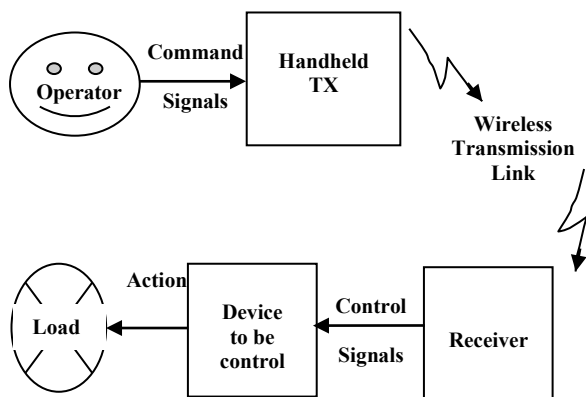 Command
Signals
Operator
Handheld
TX
Wireless
Transmission
Link
Action
Load
Device
to be
control
Control
Signals
Receiver